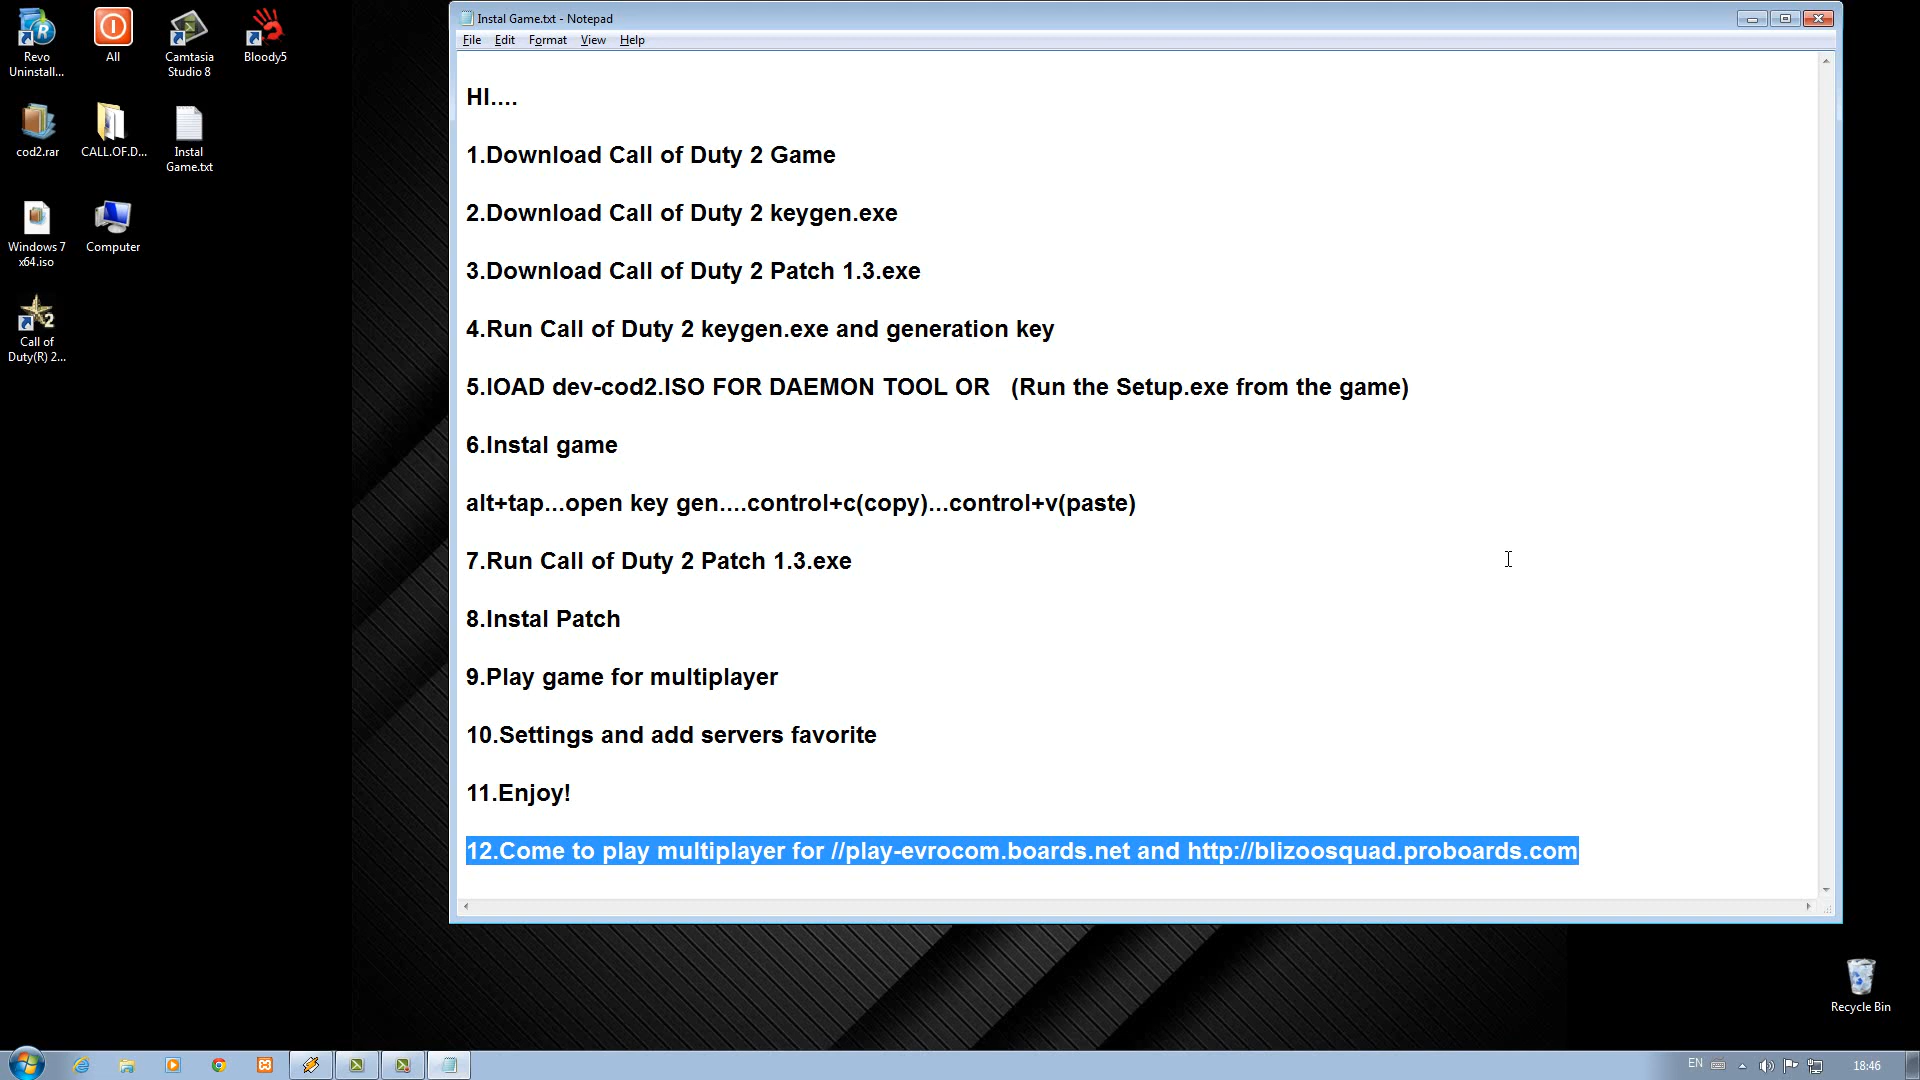 Instal Game.txt - Notepad
File Edit Format View Help
HI....
1.Download Call of Duty 2 Game
2.Download Call of Duty 2 keygen.exe
3.Download Call of Duty 2 Patch 1.3.exe
4.Run Call of Duty 2 keygen.exe and generation key
5.lOAD dev-cod2.ISO FOR DAEMON TOOL OR   (Run the Setup.exe from the game)
6.Instal game
alt+tap...open key gen....control+c(copy)...control+v(paste)
7.Run Call of Duty 2 Patch 1.3.exe
8.Instal Patch
9.Play game for multiplayer
10.Settings and add servers favorite
11.Enjoy!
12.Come to play multiplayer for //play-evrocom.boards.net and http://blizoosquad.proboards.com
Revo
Uninstall...
All
Camtasia
Studio 8
Bloody5
cod2.rar
CALL.OF.D...
Instal
Game.txt
Windows 7
x64.iso
Computer
Call of
Duty(R) 2...
Recycle Bin
EN
18:46